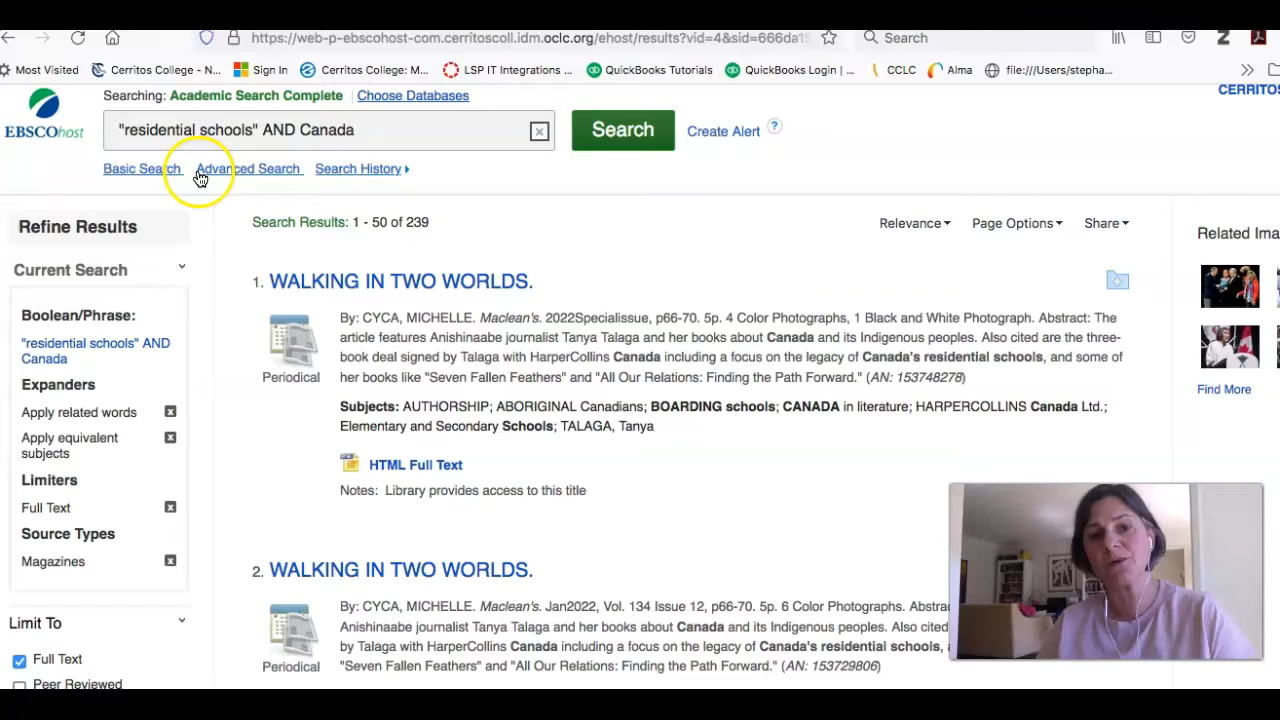 https://web-p-ebscohost-com.cerritoscoll.idm.oclc.org/ehost/results?vid=4&sid=666da15
Search
Most Visited
Cerritos College - N...
Sign In
Cerritos College: M...
LSP IT Integrations ...
QuickBooks Tutorials
QuickBooks Login | ...
CCLC
Alma
file:///Users/stepha...
Searching: Academic Search Complete Choose Databases
CERRITOS
EBSCOhost
"residential schools" AND Canada
Search
Create Alert
?
Basic Search Advanced Search Search History
Refine Results
Current Search
Boolean/Phrase:
"residential schools" AND
Canada
Expanders
Apply related words
Apply equivalent
subjects
Limiters
Full Text
Source Types
Magazines
Limit To
Full Text
Peer Reviewed
Search Results: 1 - 50 of 239
Relevance Page Options Share
1. WALKING IN TWO WORLDS.
Periodical
By: CYCA, MICHELLE. Maclean's. 2022Specialissue, p66-70. 5p. 4 Color Photographs, 1 Black and White Photograph. Abstract: The
article features Anishinaabe journalist Tanya Talaga and her books about Canada and its Indigenous peoples. Also cited are the three-
book deal signed by Talaga with HarperCollins Canada including a focus on the legacy of Canada's residential schools, and some of
her books like "Seven Fallen Feathers" and "All Our Relations: Finding the Path Forward." (AN: 153748278)
Subjects: AUTHORSHIP; ABORIGINAL Canadians; BOARDING schools; CANADA in literature; HARPERCOLLINS Canada Ltd.;
Elementary and Secondary Schools; TALAGA, Tanya
HTML Full Text
Notes: Library provides access to this title
2. WALKING IN TWO WORLDS.
Periodical
By: CYCA, MICHELLE. Maclean's. Jan2022, Vol. 134 Issue 12, p66-70. 5p. 6 Color Photographs. Abstrac
Anishinaabe journalist Tanya Talaga and her books about Canada and its Indigenous peoples. Also cited
by Talaga with HarperCollins Canada including a focus on the legacy of Canada's residential schools,
"Seven Fallen Feathers" and "All Our Relations: Finding the Path Forward." (AN: 153729806)
Related Ima
Find More